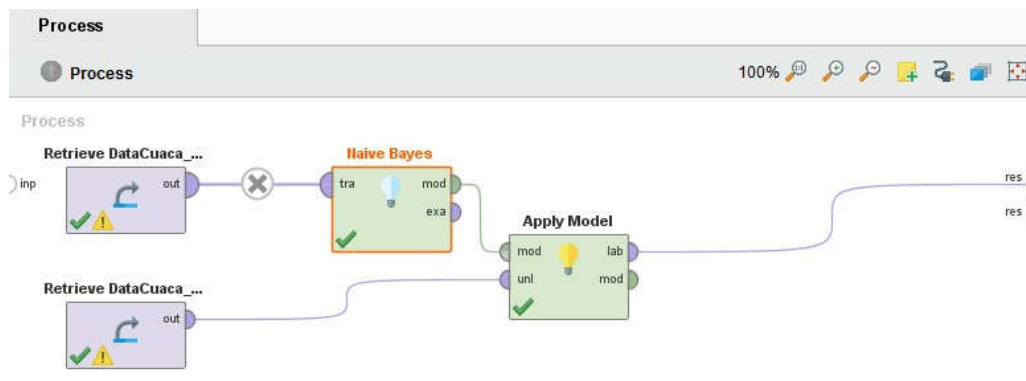 Process
Process
100%
Process
Retrieve DataCuaca_...
Naive Bayes
inp
out
tra
mod
exa
res
res
Apply Model
mod
lab
unl
mod
Retrieve DataCuaca_...
out